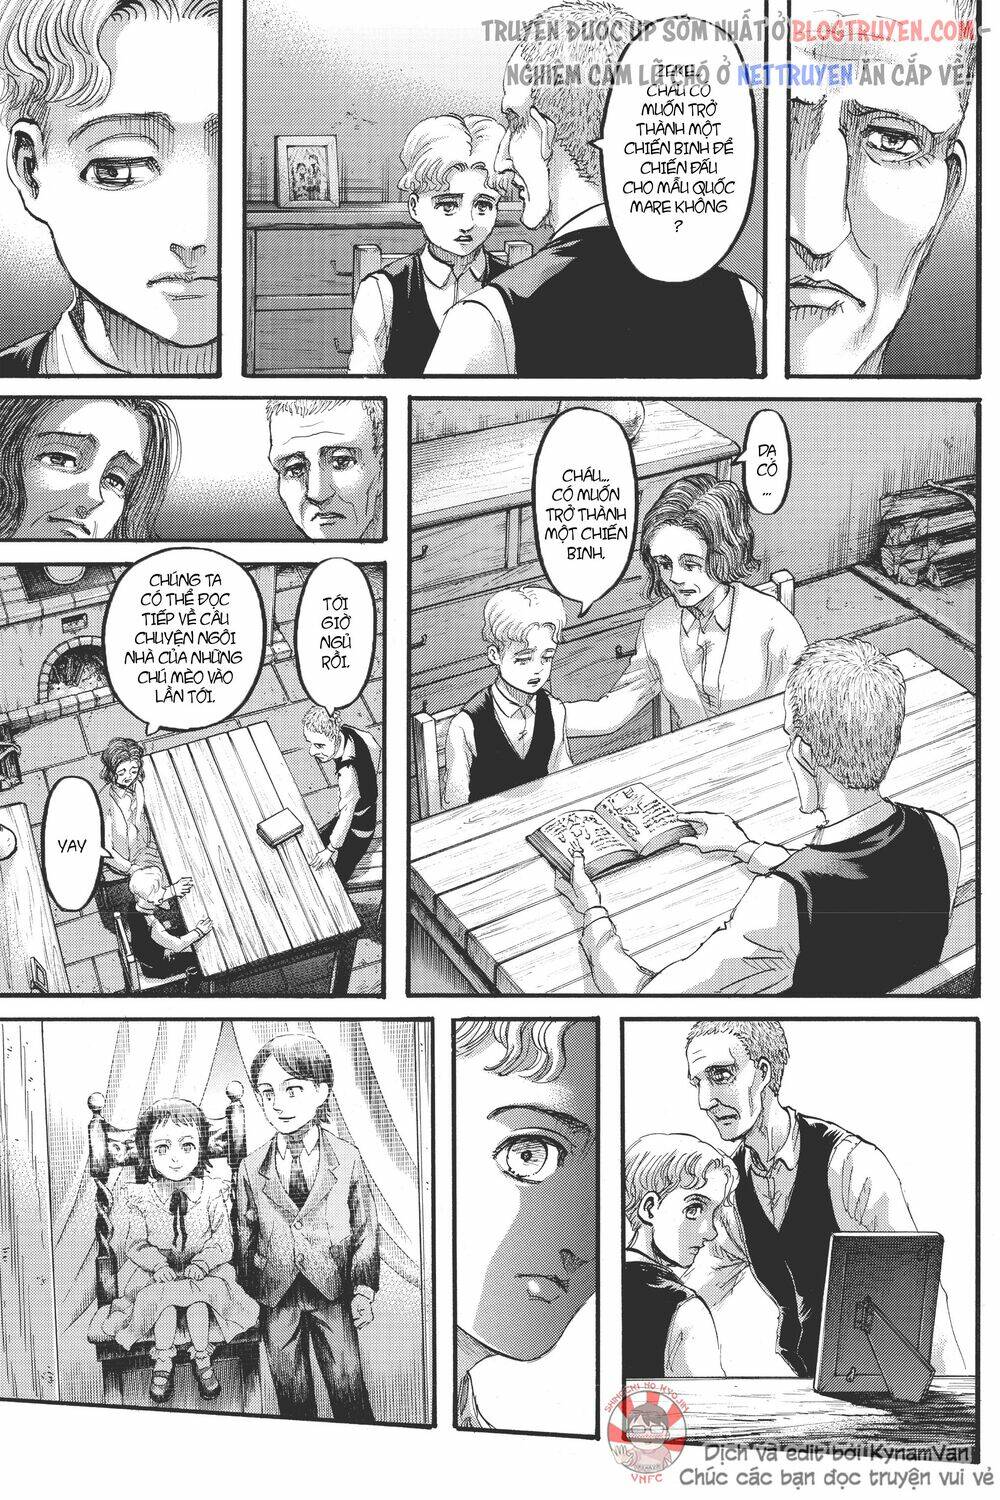 TRUYỆN ĐƯỢC UP SỚM NHẤT Ở BLOGTRUYEN.COM -
NGHIÊM CẤM LŨ CHÓ Ở NETTRUYEN ĂN CẮP VỀ!
ZEKE,
CHÁU CÓ
MUỐN TRỞ
THÀNH MỘT
CHIẾN BINH ĐỂ
CHIẾN ĐẤU
CHO MẪU QUỐC
MARE KHÔNG
?
DẠ
CÓ
...
CHÁU...
CÓ MUỐN
TRỞ THÀNH
MỘT CHIẾN
BINH.
TỚI
GIỜ
NGỦ
RỒI.
CHÚNG TA
CÓ THỂ ĐỌC
TIẾP VỀ CÂU
CHUYỆN NGÔI
NHÀ CỦA NHỮNG
CHÚ MÈO VÀO
LẦN TỚI.
YAY
SHINGEKI NO KYOJIN
VNFC
Dịch và edit bởi KynamVan
Chúc các bạn đọc truyện vui vẻ